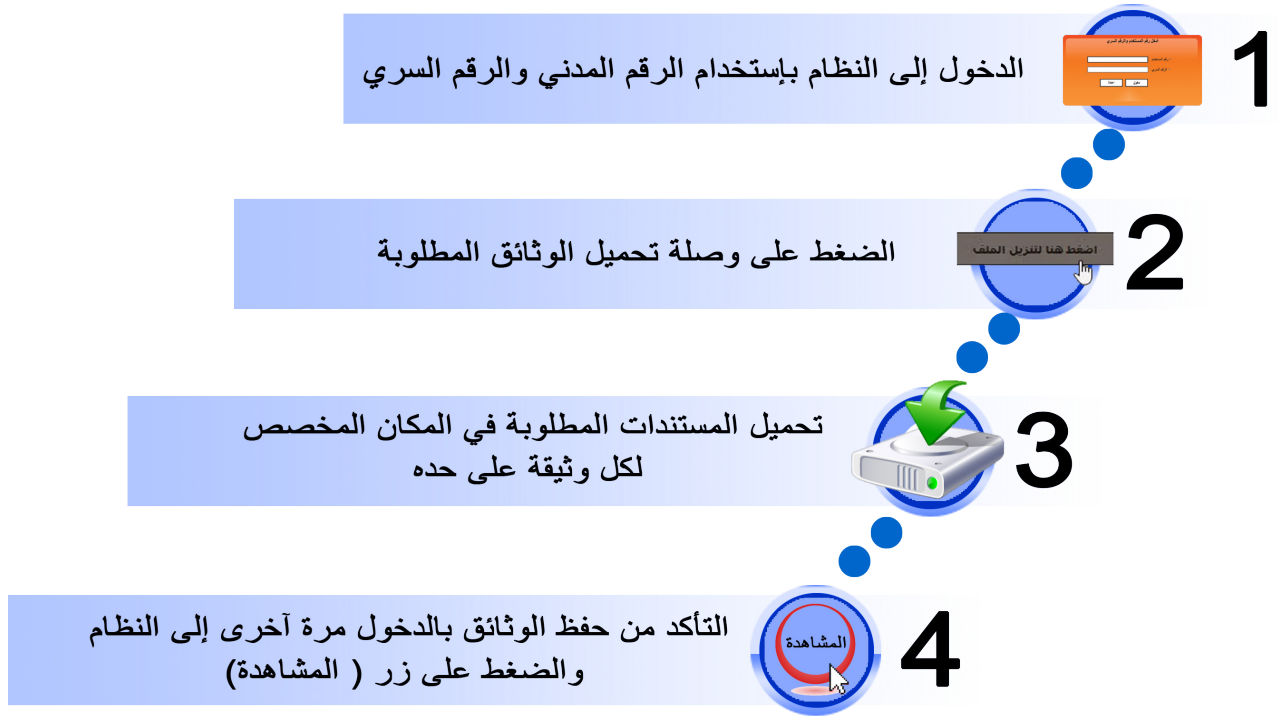 1
الدخول إلى النظام بإستخدام الرقم المدني والرقم السري
2
اضغط هنا لتنزيل الملف
الضغط على وصلة تحميل الوثائق المطلوبة
3
تحميل المستندات المطلوبة في المكان المخصص
لكل وثيقة على حده
4
المشاهدة
التأكد من حفظ الوثائق بالدخول مرة آخرى إلى النظام
والضغط على زر ( المشاهدة)